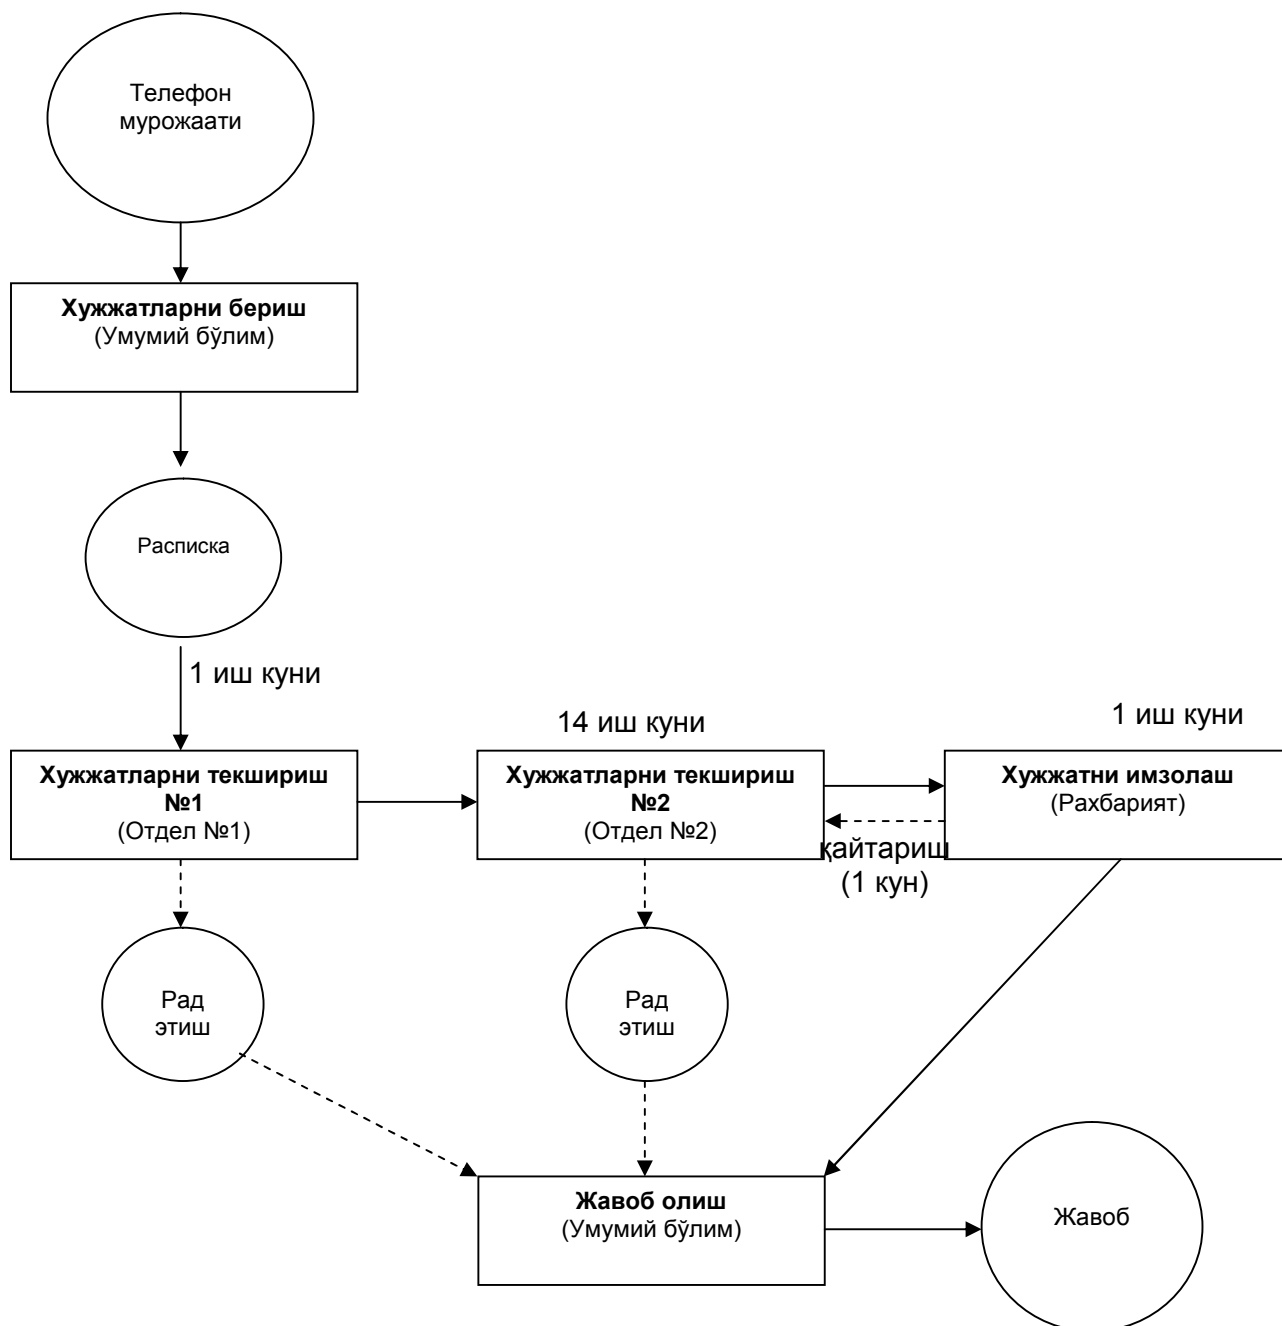 Телефон
мурожаати
Хужжатларни бериш
(Умумий бўлим)
Расписка
1 иш куни
14 иш куни
1 иш куни
Хужжатларни текшириш
№1
(Отдел №1)
Хужжатларни текшириш
№2
(Отдел №2)
Хужжатни имзолаш
(Рахбарият)
қайтариш
(1 кун)
Рад
этиш
Рад
этиш
Жавоб олиш
(Умумий бўлим)
Жавоб